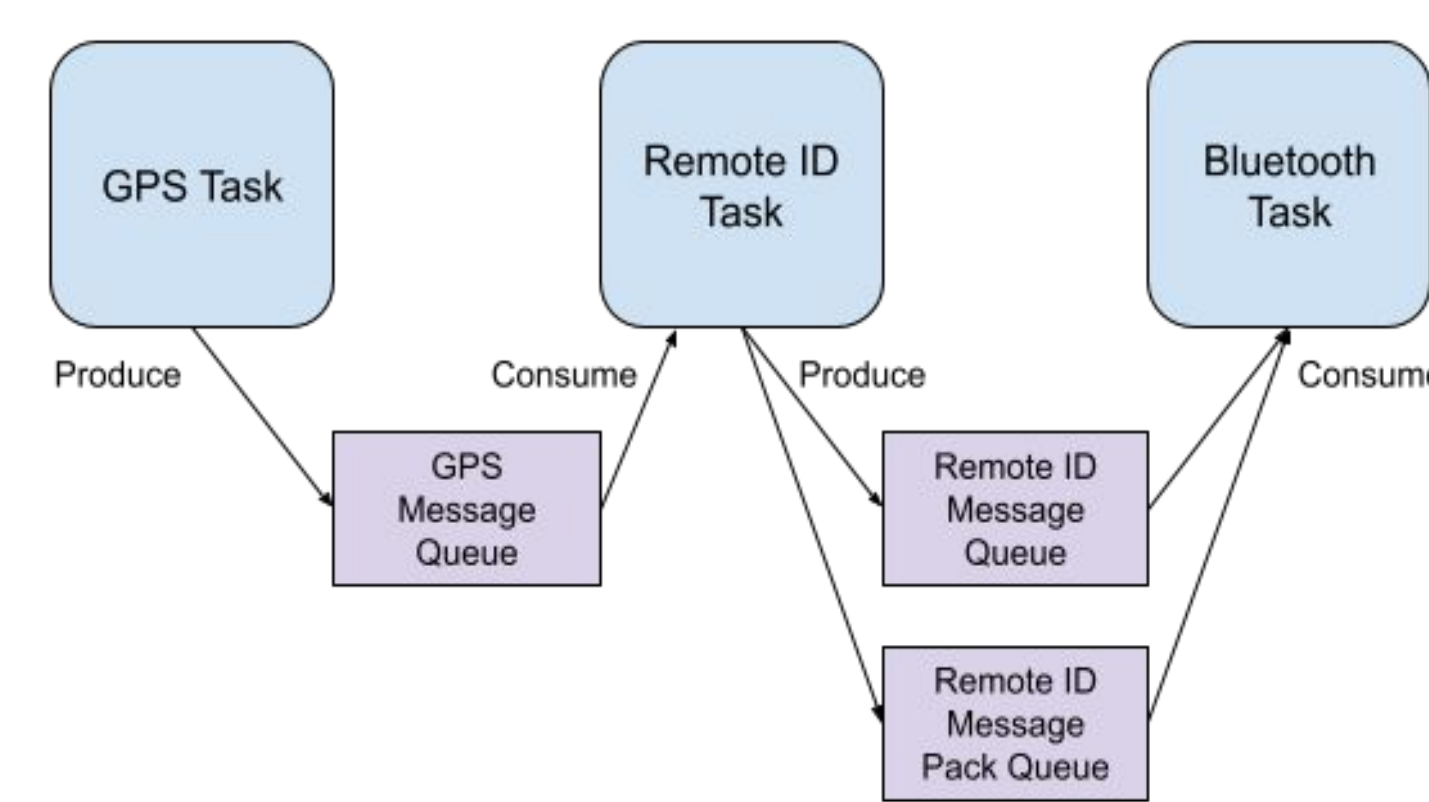 GPS Task
Remote ID
Task
Bluetooth
Task
Produce
Consume
Produce
Consume
GPS
Message
Queue
Remote ID
Message
Queue
Remote ID
Message
Pack Queue